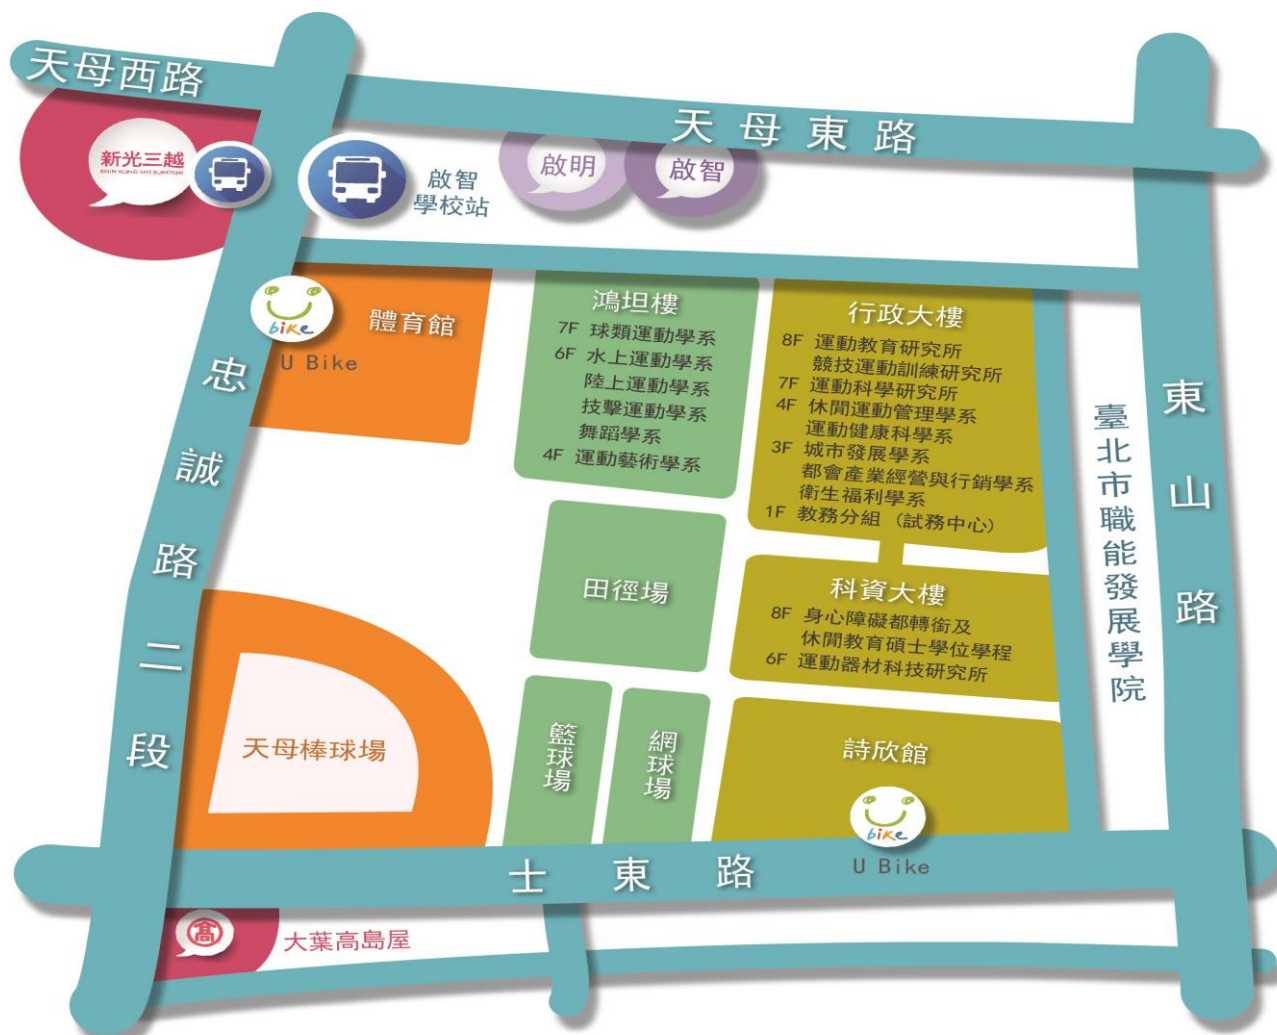 天母西路
天母東路
新光三越
SHIN KONG MITSUKOSHI
啟智
學校站
啟明
啟智
bike
U Bike
體育館
鴻坦樓
7F 球類運動學系
6F 水上運動學系
陸上運動學系
技擊運動學系
舞蹈學系
4F 運動藝術學系
行政大樓
8F 運動教育研究所
競技運動訓練研究所
7F 運動科學研究所
4F 休閒運動管理學系
運動健康科學系
3F 城市發展學系
都會產業經營與行銷學系
衛生福利學系
1F 教務分組（試務中心）
忠誠路二段
東山路
臺北市職能發展學院
田徑場
科資大樓
8F 身心障礙都轉銜及
休閒教育碩士學位學程
6F 運動器材科技研究所
天母棒球場
籃球場
網球場
詩欣館
bike
U Bike
士東路
髙
大葉高島屋